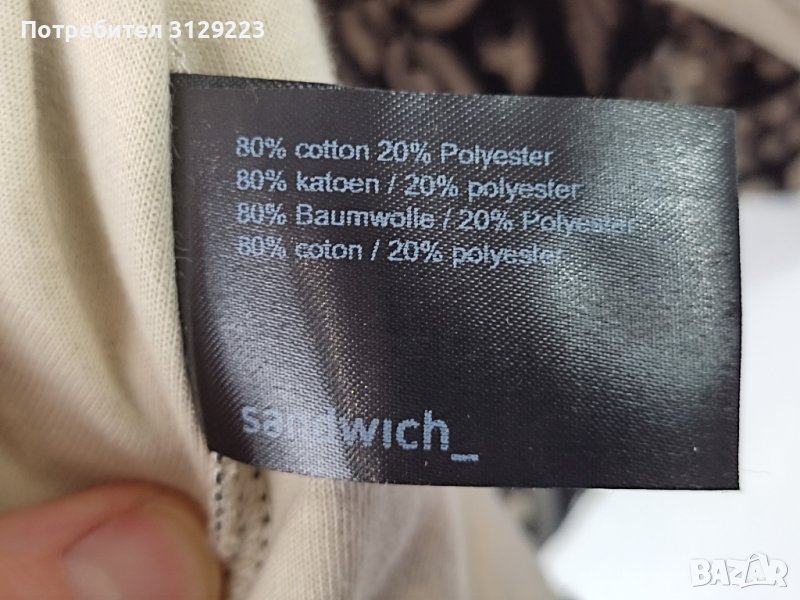 Потребител 3129223
80% cotton 20% Polyester
80% katoen / 20% polyester
80% Baumwolle / 20% Polyester
80% coton / 20% polyester
sandwich_
BAZAR